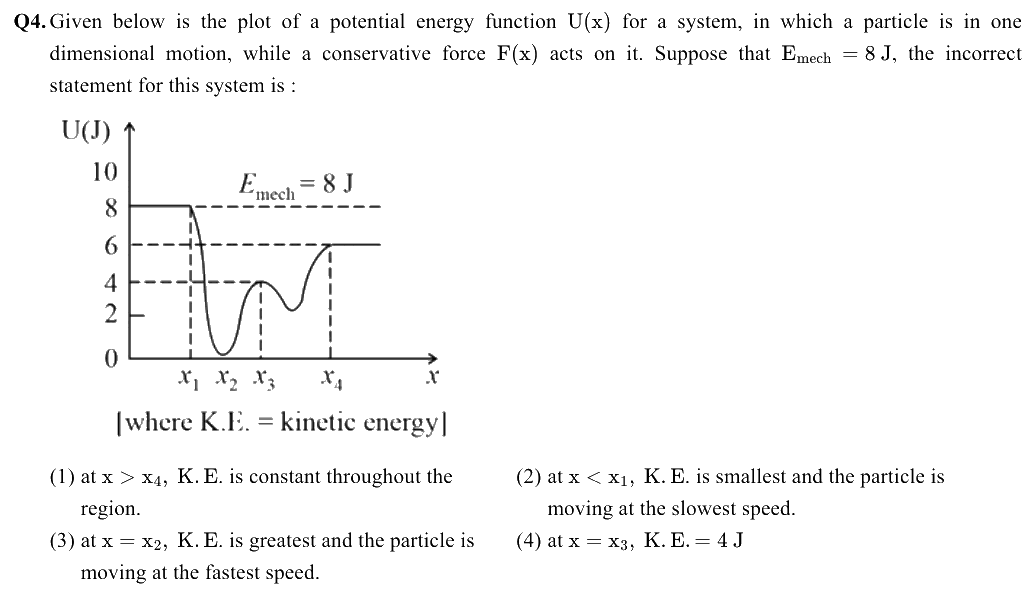 Q4. Given below is the plot of a potential energy function U(x) for a system, in which a particle is in one
dimensional motion, while a conservative force F(x) acts on it. Suppose that E_mech = 8 J, the incorrect
statement for this system is :
U(J)
10
E_mech = 8 J
8
6
4
2
0
x₁ x₂ x₃ x₄ x
[where K.E. = kinetic energy]
(1) at x > x₄, K. E. is constant throughout the
region.
(2) at x < x₁, K. E. is smallest and the particle is
moving at the slowest speed.
(3) at x = x₂, K. E. is greatest and the particle is
moving at the fastest speed.
(4) at x = x₃, K. E. = 4 J